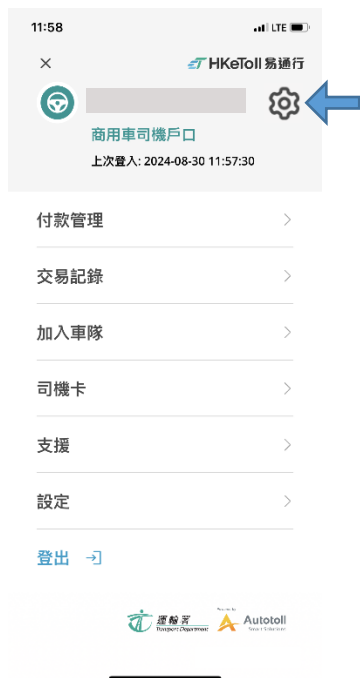 11:58
LTE
HKeToll 易通行
商用車司機戶口
上次登入: 2024-08-30 11:57:30
付款管理
交易記錄
加入車隊
司機卡
支援
設定
登出
運輸署
Transport Department
Autotoll